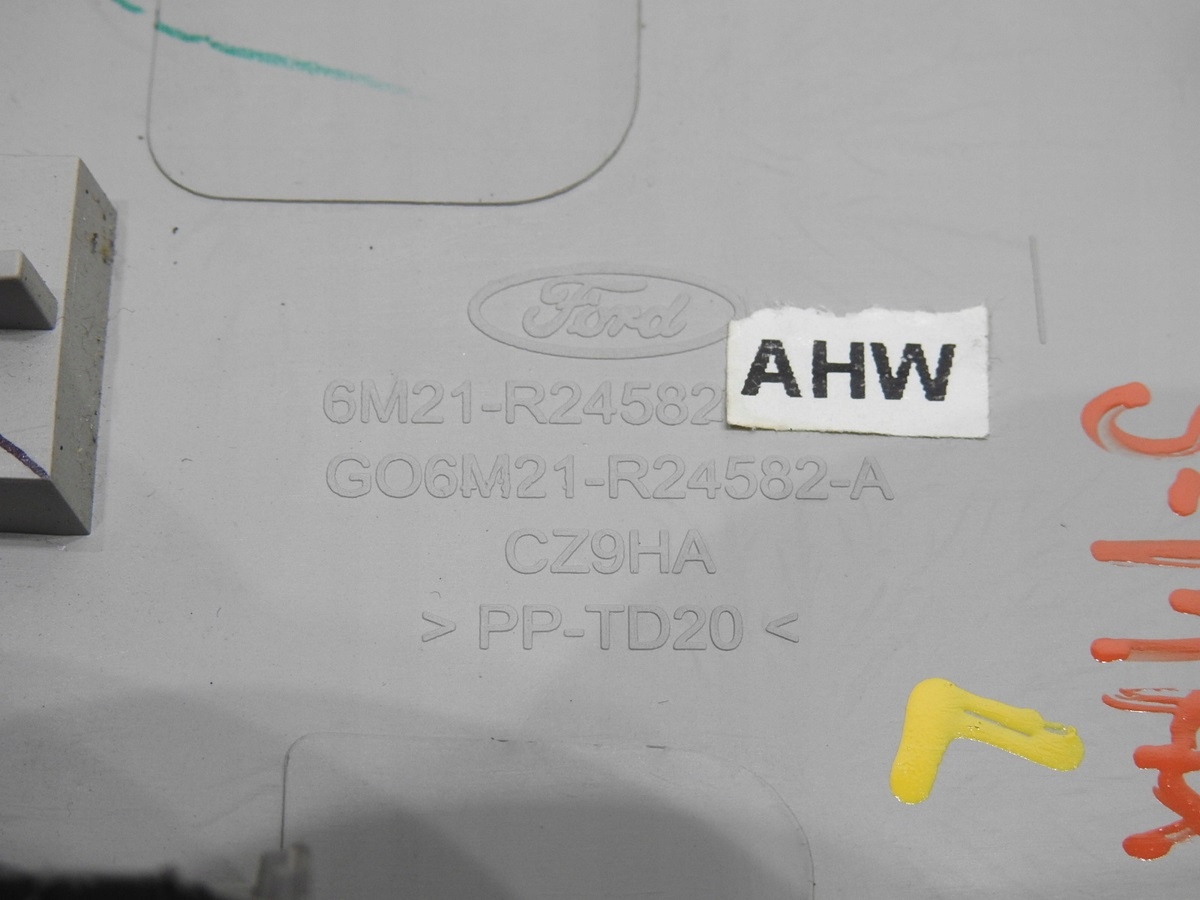 Ford
AHW
6M21-R24582
GO6M21-R24582-A
CZ9HA
> PP-TD20 <